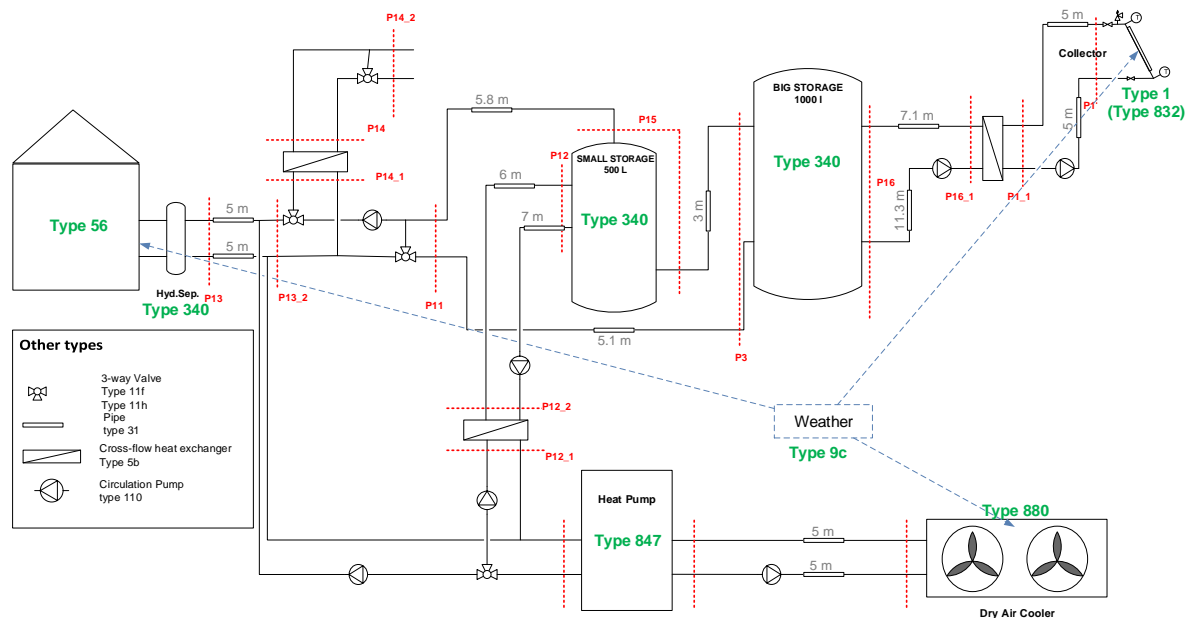 P14_2
5 m
Collector
T
T
P1
5 m
Type 1
(Type 832)
5.8 m
BIG STORAGE
1000 l
Type 340
7.1 m
P14
P15
P12
SMALL STORAGE
500 L
Type 340
6 m
7 m
3 m
P16
P16_1
P1_1
11.3 m
P14_1
Type 56
5 m
5 m
Hyd.Sep.
Type 340
P13
P13_2
P11
5.1 m
P3
Other types
3-way Valve
Type 11f
Type 11h
Pipe
type 31
Cross-flow heat exchanger
Type 5b
Circulation Pump
type 110
P12_2
P12_1
Weather
Type 9c
Heat Pump
Type 847
5 m
5 m
Type 880
Dry Air Cooler